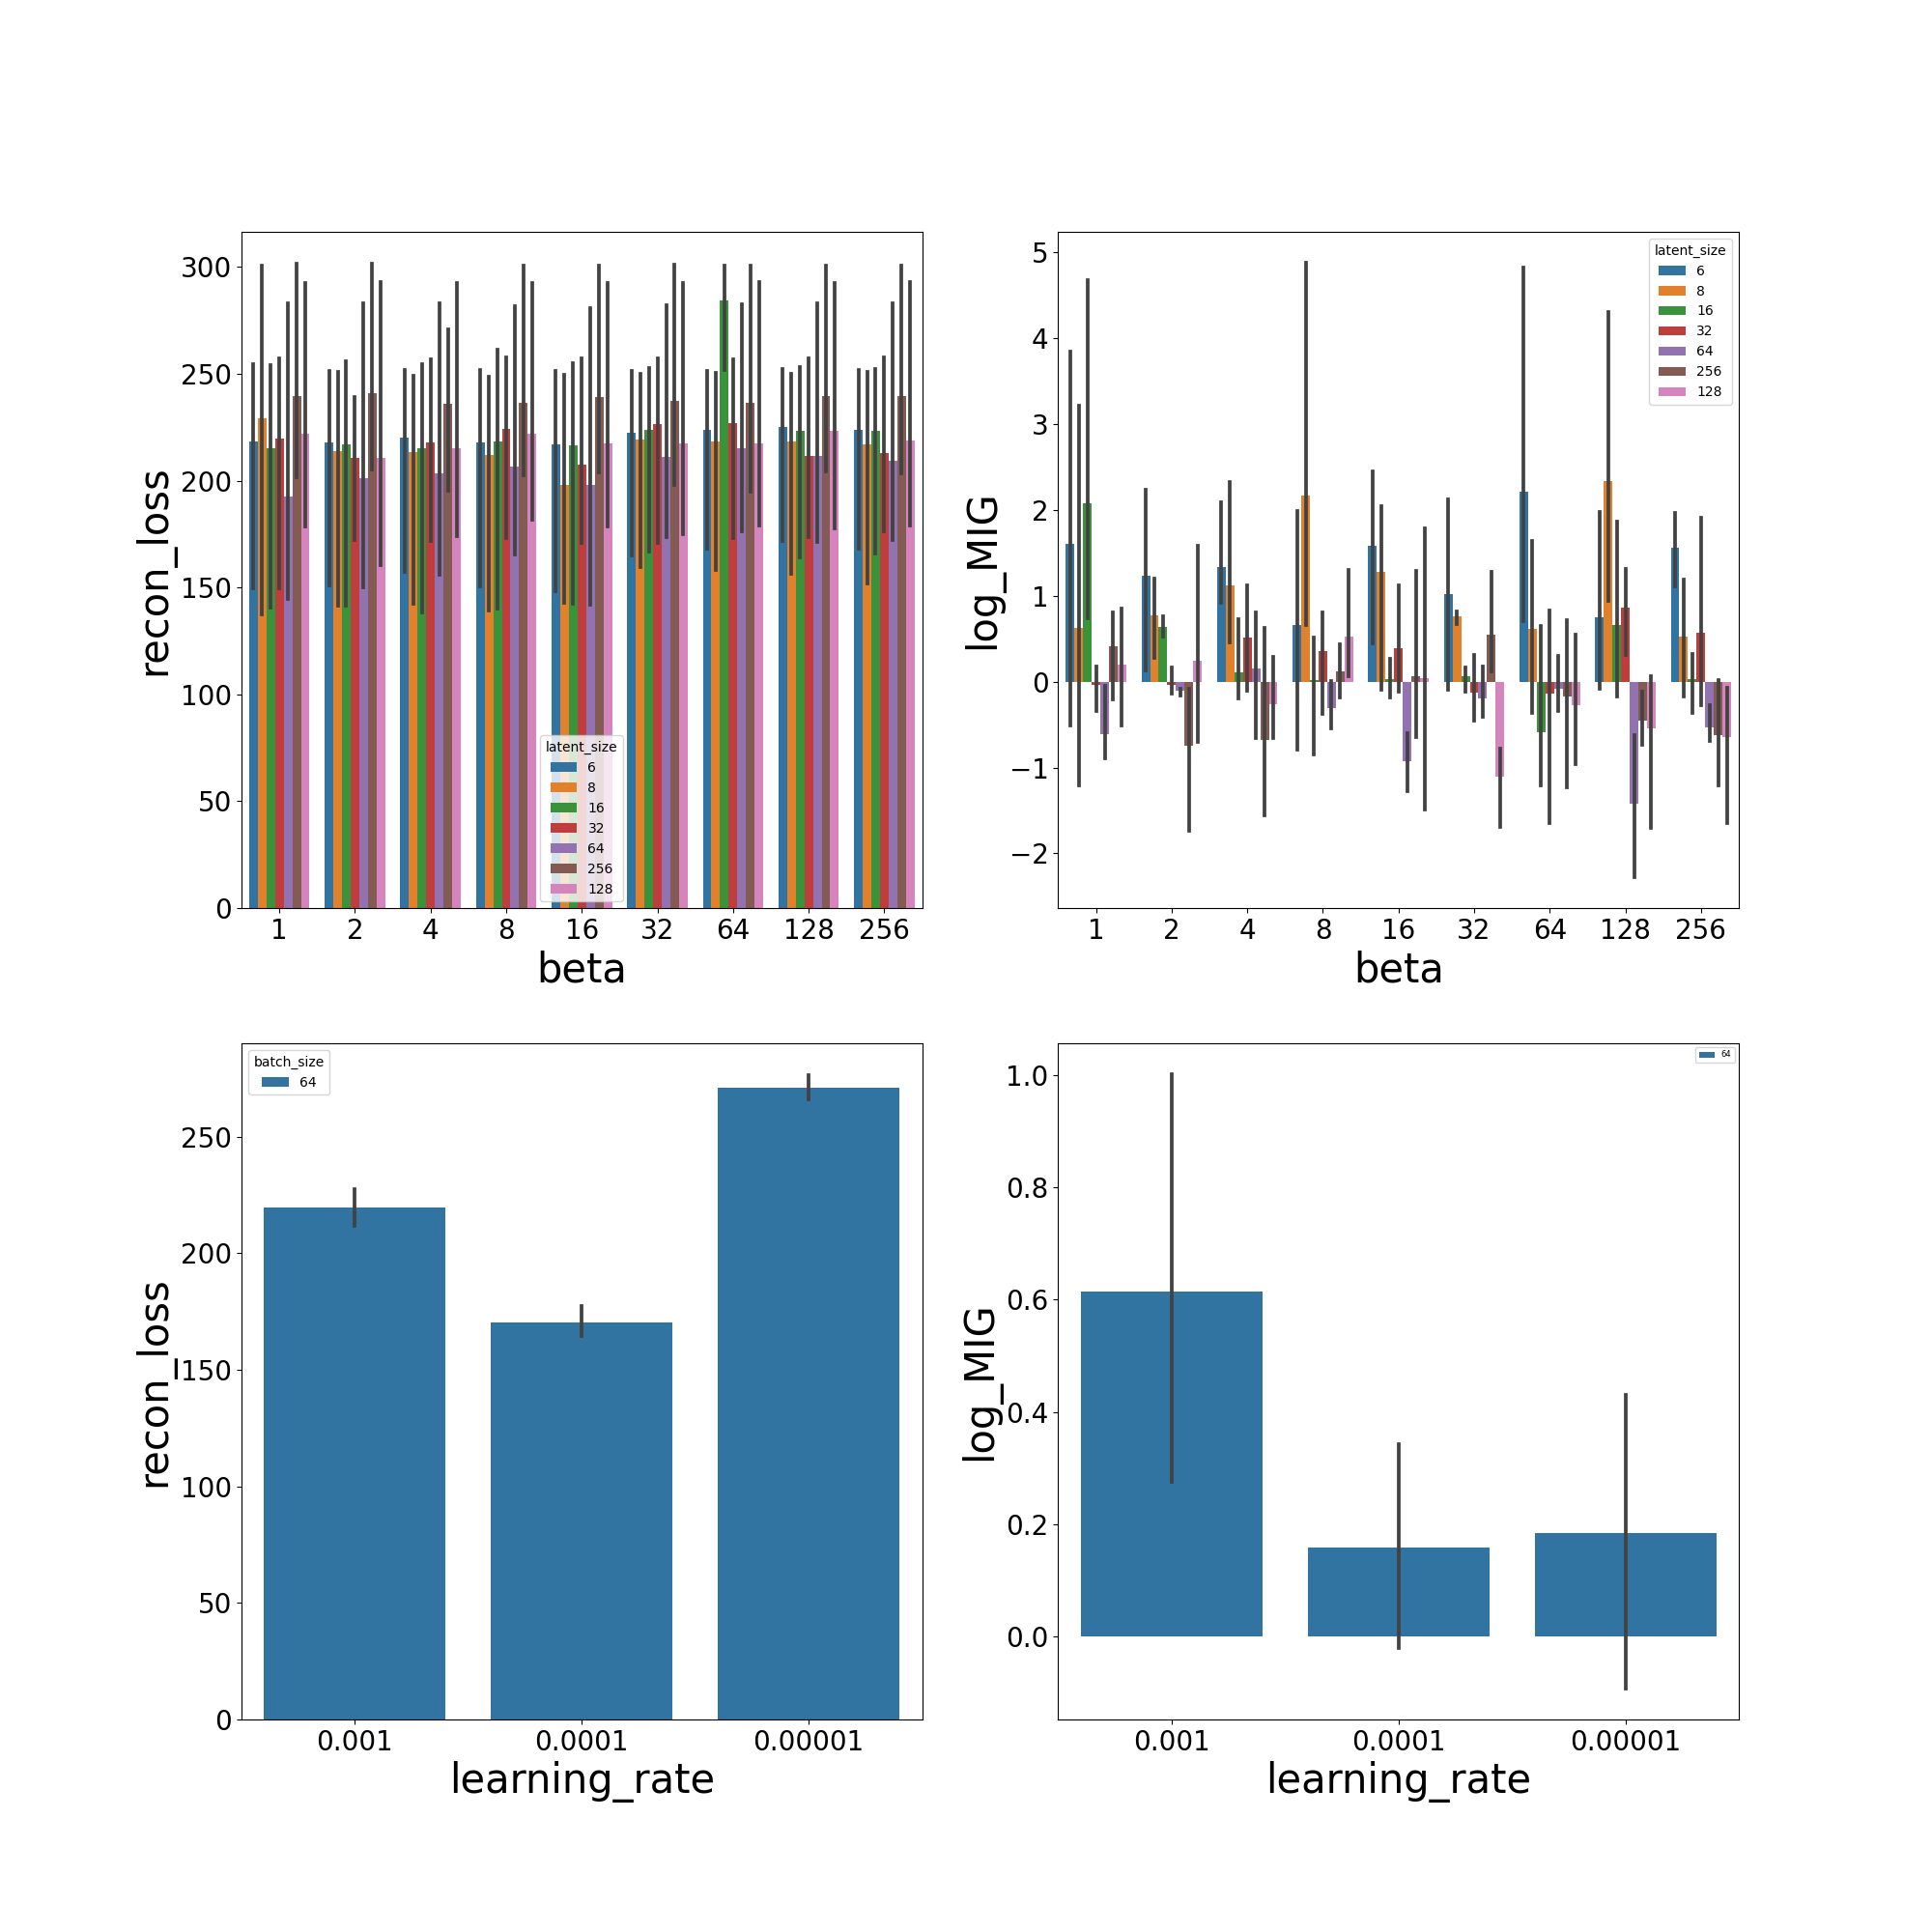 300
250
200
150
100
50
0
recon_loss
1 2 4 8 16 32 64 128 256
beta
latent_size
6
8
16
32
64
256
128
5
4
3
2
1
0
−1
−2
log_MIG
1 2 4 8 16 32 64 128 256
beta
latent_size
6
8
16
32
64
256
128
250
200
150
100
50
0
recon_loss
0.001 0.0001 0.00001
learning_rate
batch_size
64
1.0
0.8
0.6
0.4
0.2
0.0
log_MIG
0.001 0.0001 0.00001
learning_rate
64